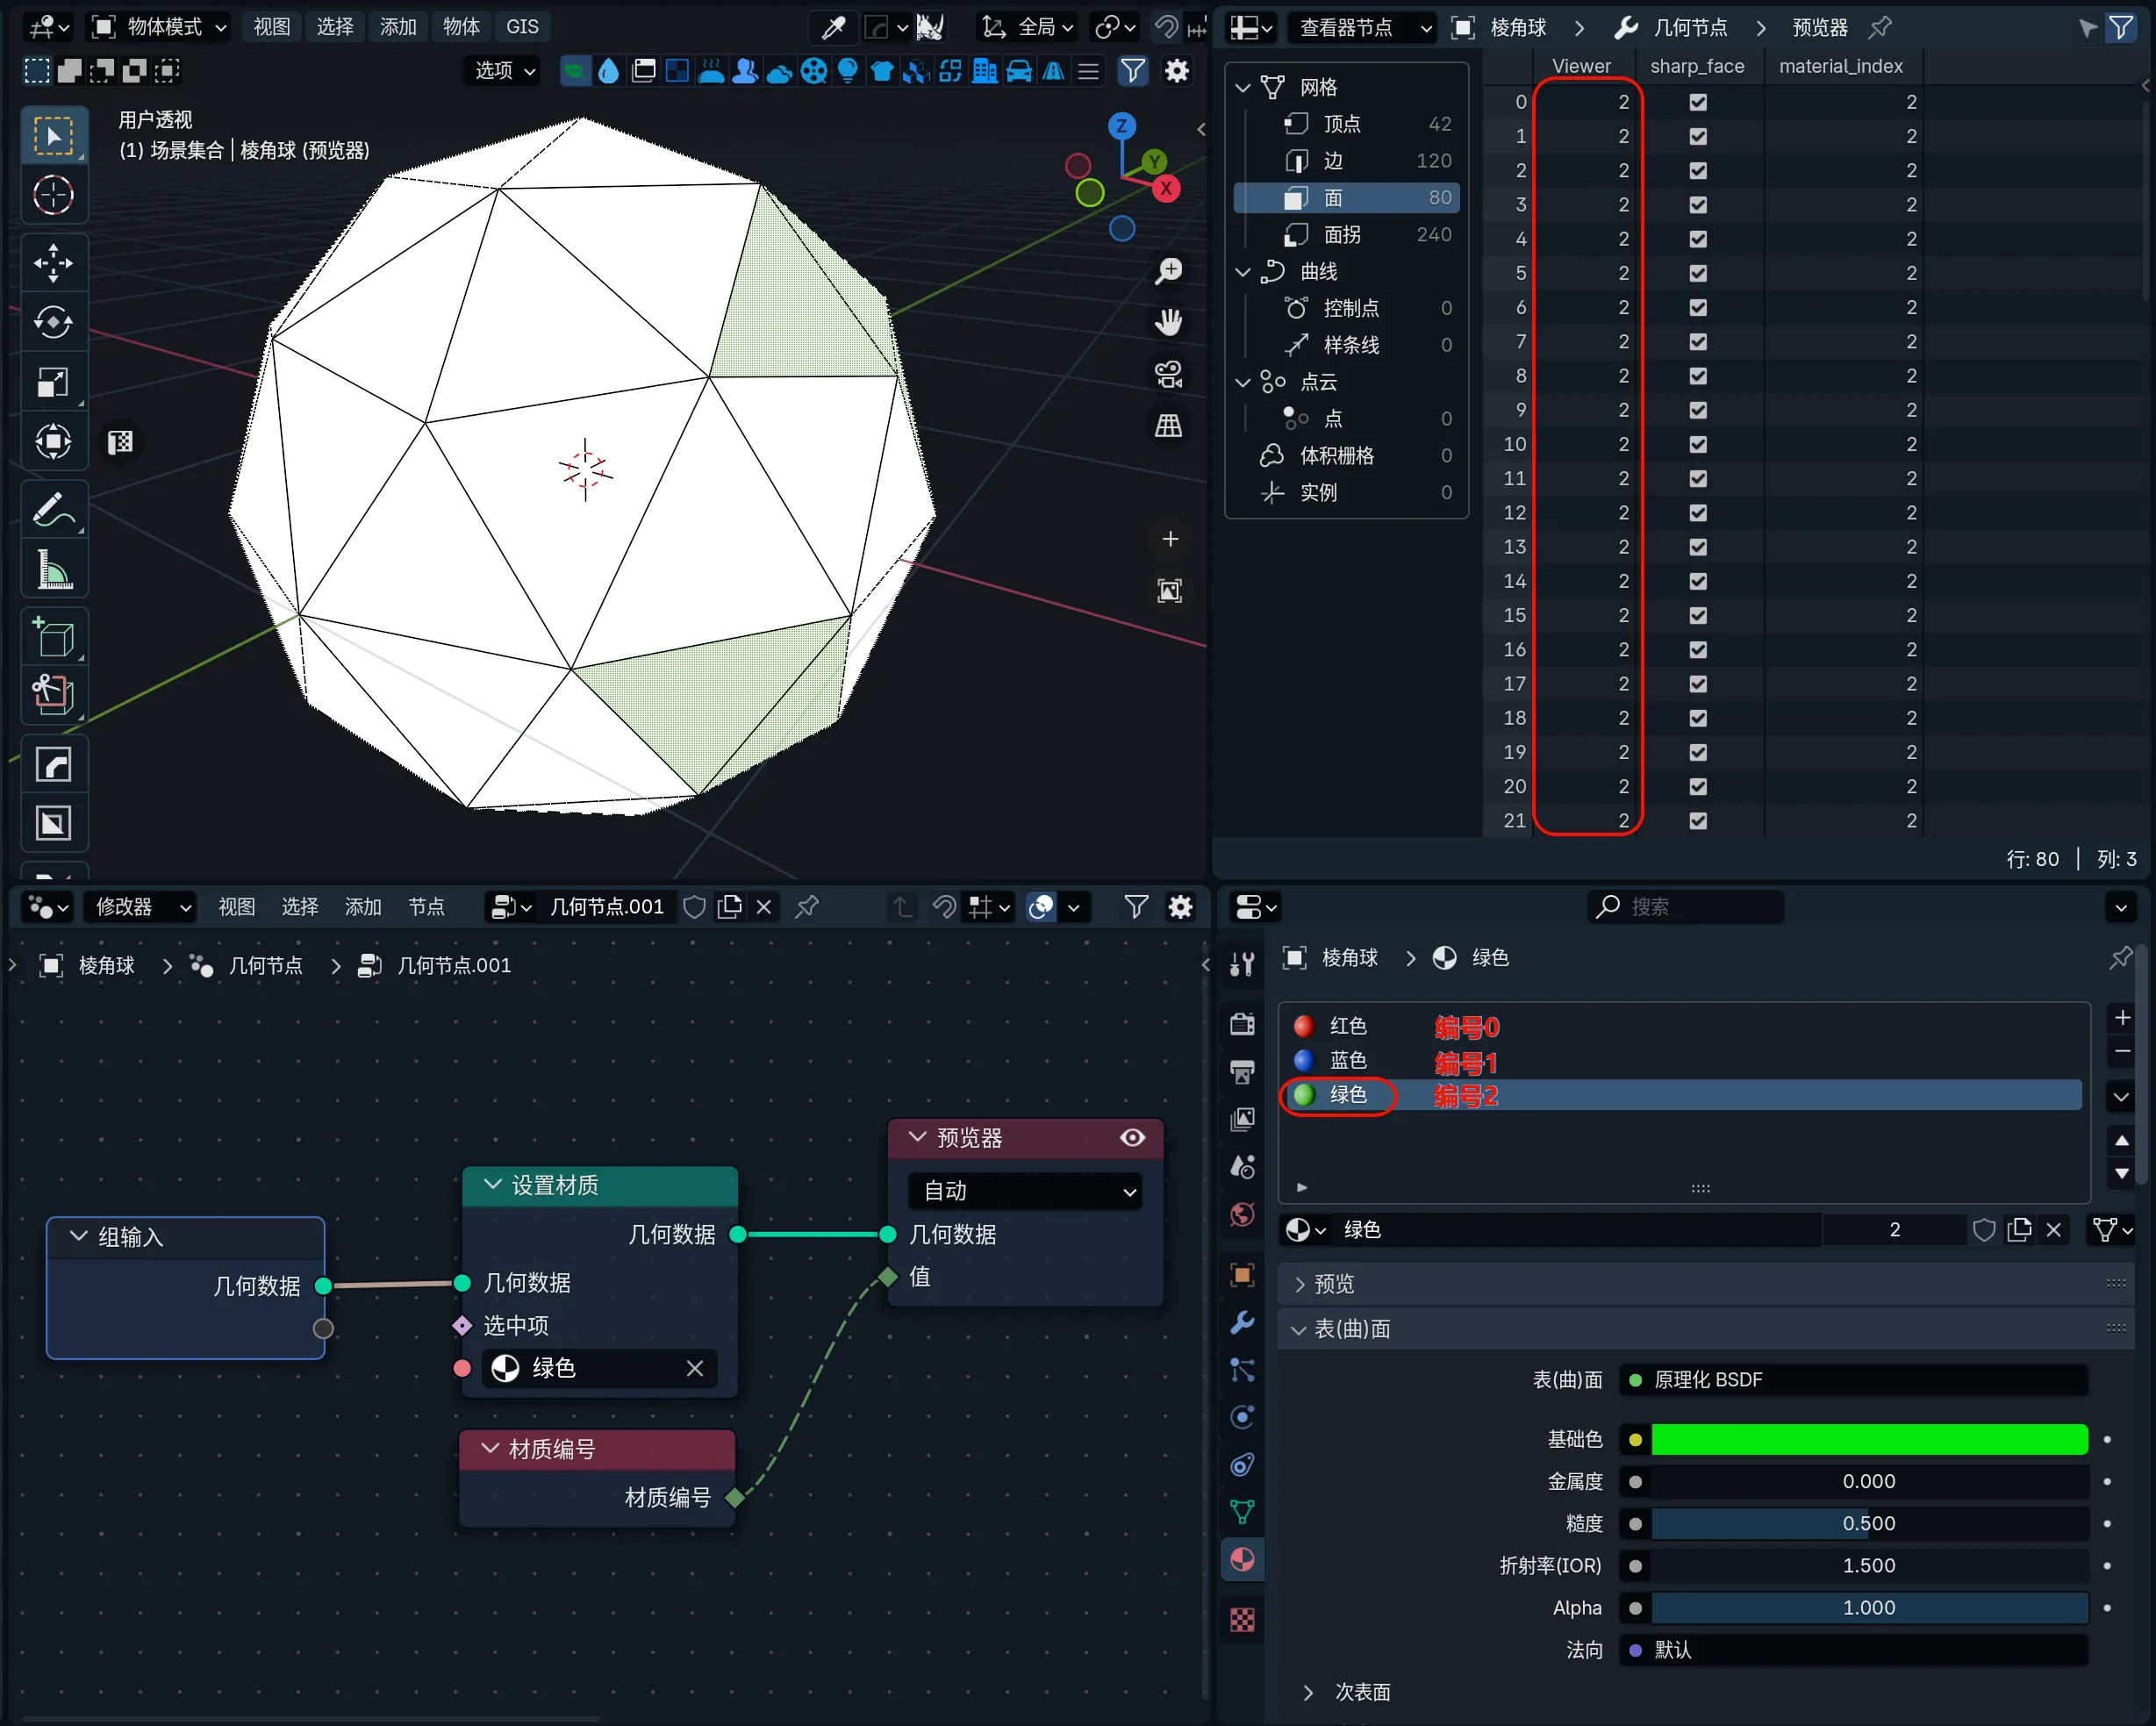 物体模式 视图 选择 添加 物体 GIS 全局
选项
用户透视
(1) 场景集合 | 棱角球 (预览器)
Z
Y
X
查看器节点 棱角球 几何节点 预览器
网格
顶点 42
边 120
面 80
面拐 240
曲线
控制点 0
样条线 0
点云
点 0
体积栅格 0
实例 0
Viewer sharp_face material_index
0 2 2
1 2 2
2 2 2
3 2 2
4 2 2
5 2 2
6 2 2
7 2 2
8 2 2
9 2 2
10 2 2
11 2 2
12 2 2
13 2 2
14 2 2
15 2 2
16 2 2
17 2 2
18 2 2
19 2 2
20 2 2
21 2 2
行: 80 | 列: 3
修改器 视图 选择 添加 节点 几何节点.001
棱角球 几何节点 几何节点.001
组输入
几何数据
设置材质
几何数据
几何数据
选中项
绿色
材质编号
材质编号
预览器
自动
几何数据
值
搜索
棱角球 绿色
红色 编号0
蓝色 编号1
绿色 编号2
绿色 2
预览
表(曲)面
表(曲)面 原理化 BSDF
基础色
金属度 0.000
糙度 0.500
折射率(IOR) 1.500
Alpha 1.000
法向 默认
次表面